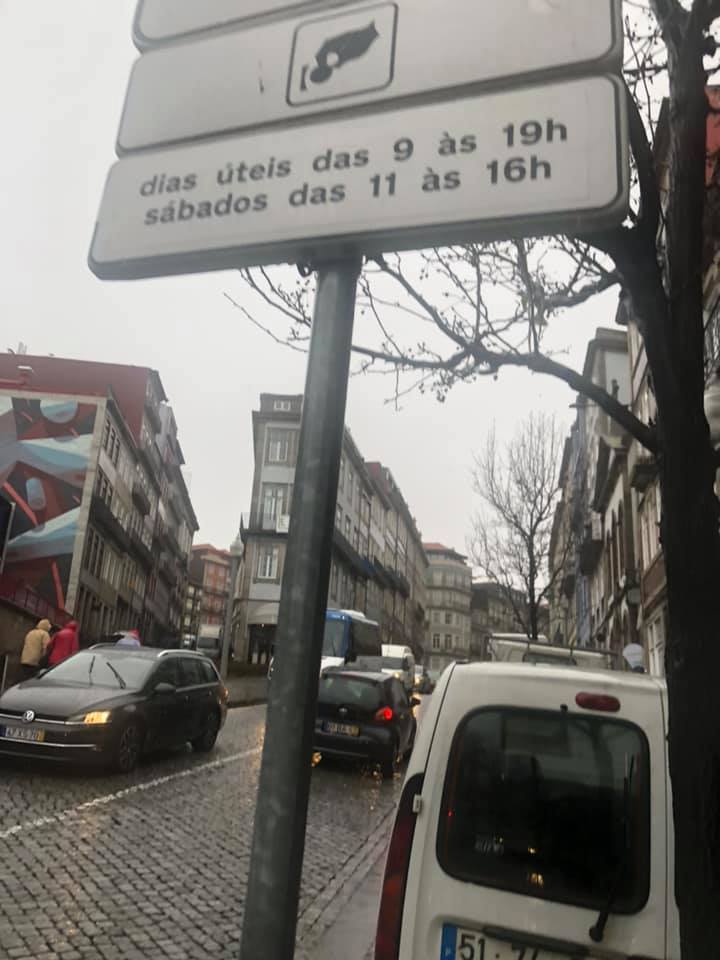 dias úteis das 9 às 19h
sábados das 11 às 16h